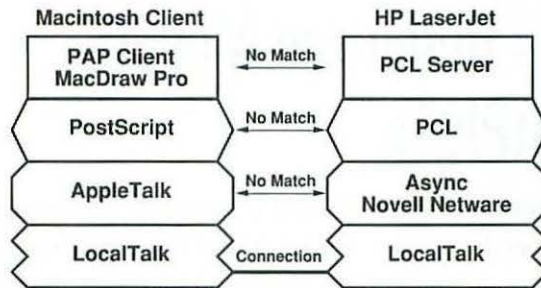 Macintosh Client
HP LaserJet
PAP Client
MacDraw Pro
No Match
PCL Server
PostScript
No Match
PCL
AppleTalk
No Match
Async
Novell Netware
LocalTalk
Connection
LocalTalk